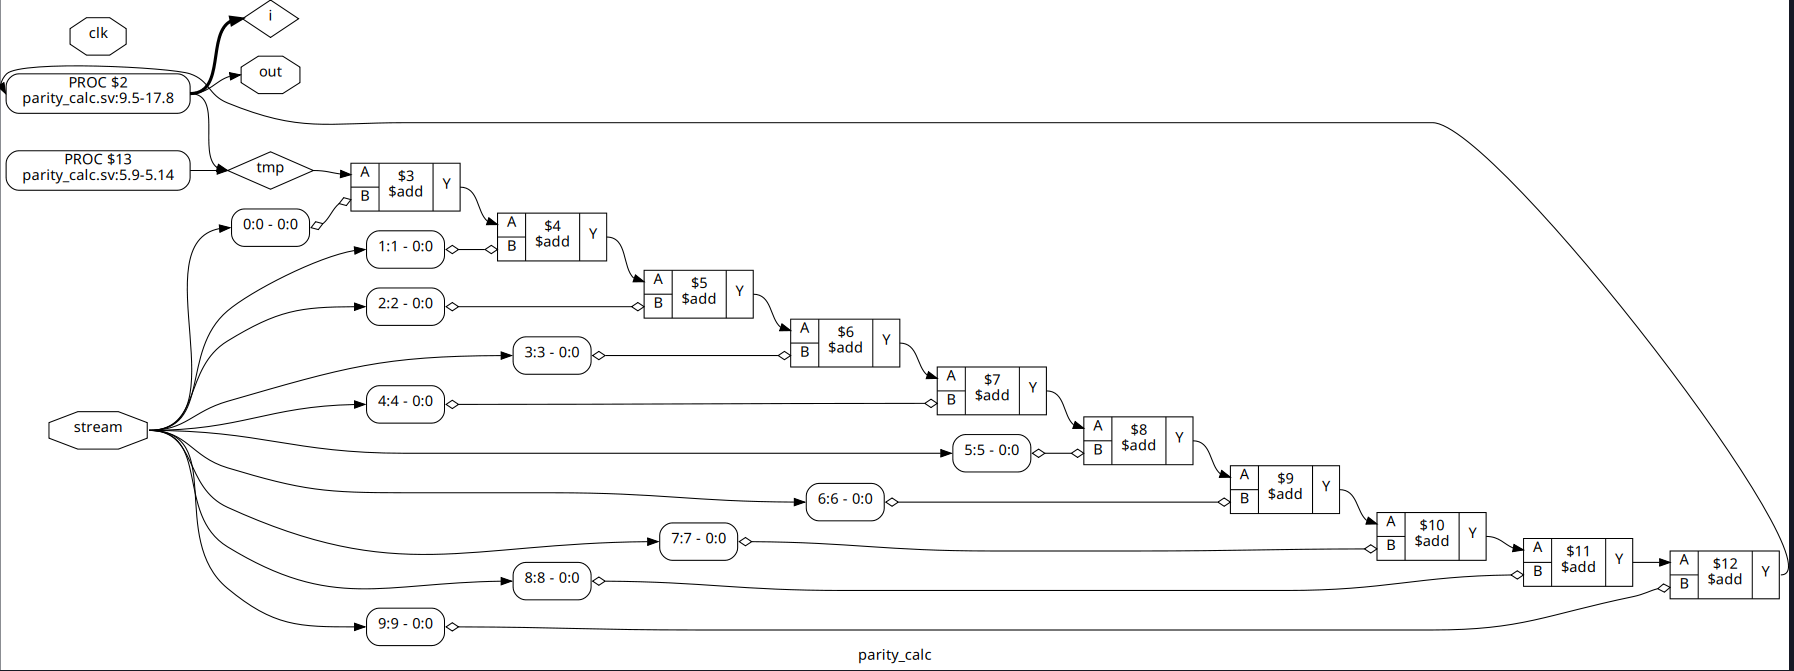 i
clk
out
PROC $2
parity_calc.sv:9.5-17.8
PROC $13
parity_calc.sv:5.9-5.14
tmp
A
B
$3
$add
Y
0:0 - 0:0
A
B
$4
$add
Y
1:1 - 0:0
A
B
$5
$add
Y
2:2 - 0:0
A
B
$6
$add
Y
3:3 - 0:0
A
B
$7
$add
Y
4:4 - 0:0
stream
A
B
$8
$add
Y
5:5 - 0:0
A
B
$9
$add
Y
6:6 - 0:0
A
B
$10
$add
Y
7:7 - 0:0
A
B
$11
$add
Y
8:8 - 0:0
A
B
$12
$add
Y
9:9 - 0:0
parity_calc